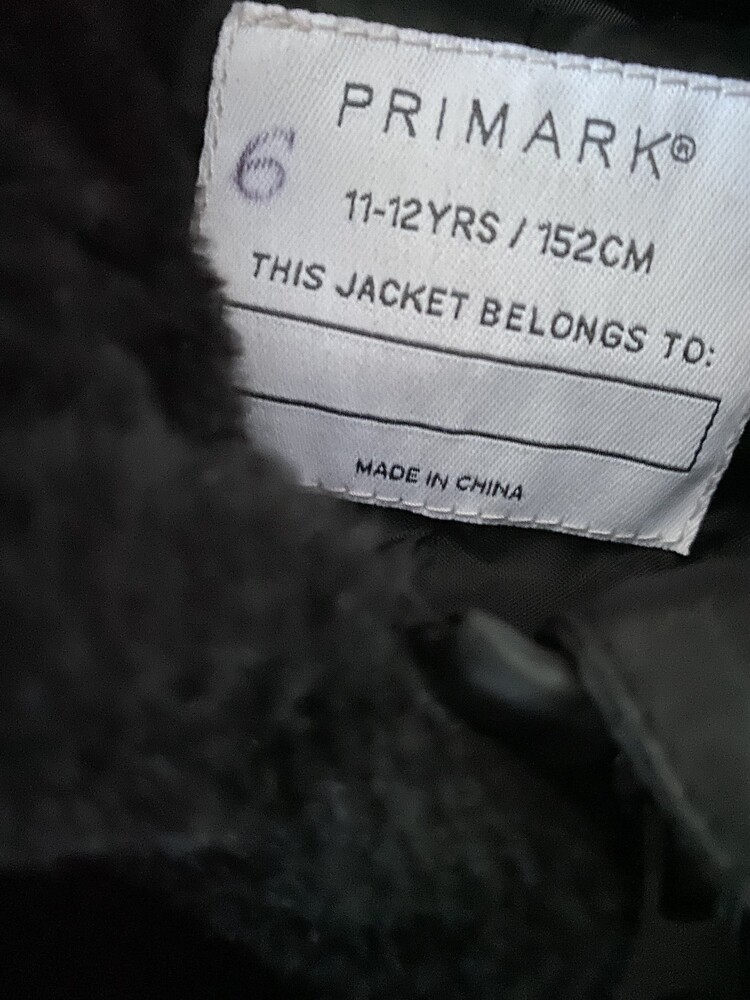 PRIMARK®
6
11-12YRS / 152CM
THIS JACKET BELONGS TO:
MADE IN CHINA